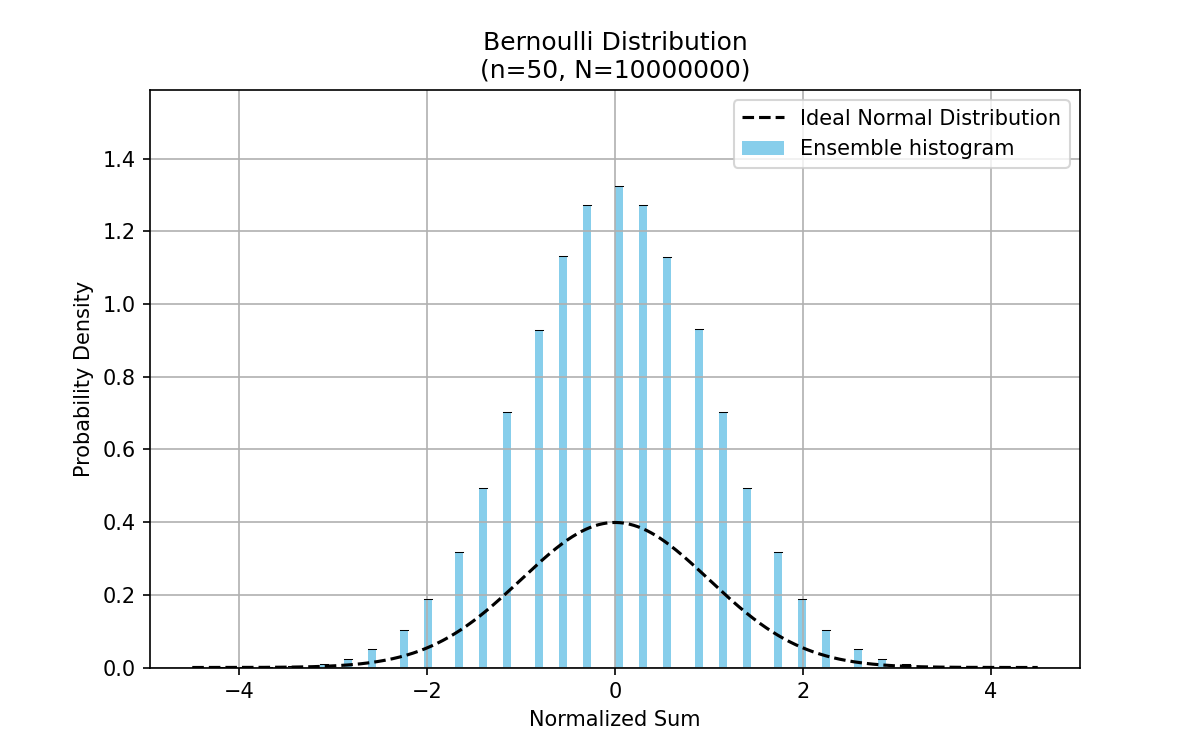 Bernoulli Distribution
(n=50, N=10000000)
Ideal Normal Distribution
Ensemble histogram
1.4
1.2
1.0
0.8
0.6
0.4
0.2
0.0
Probability Density
−4
−2
0
2
4
Normalized Sum